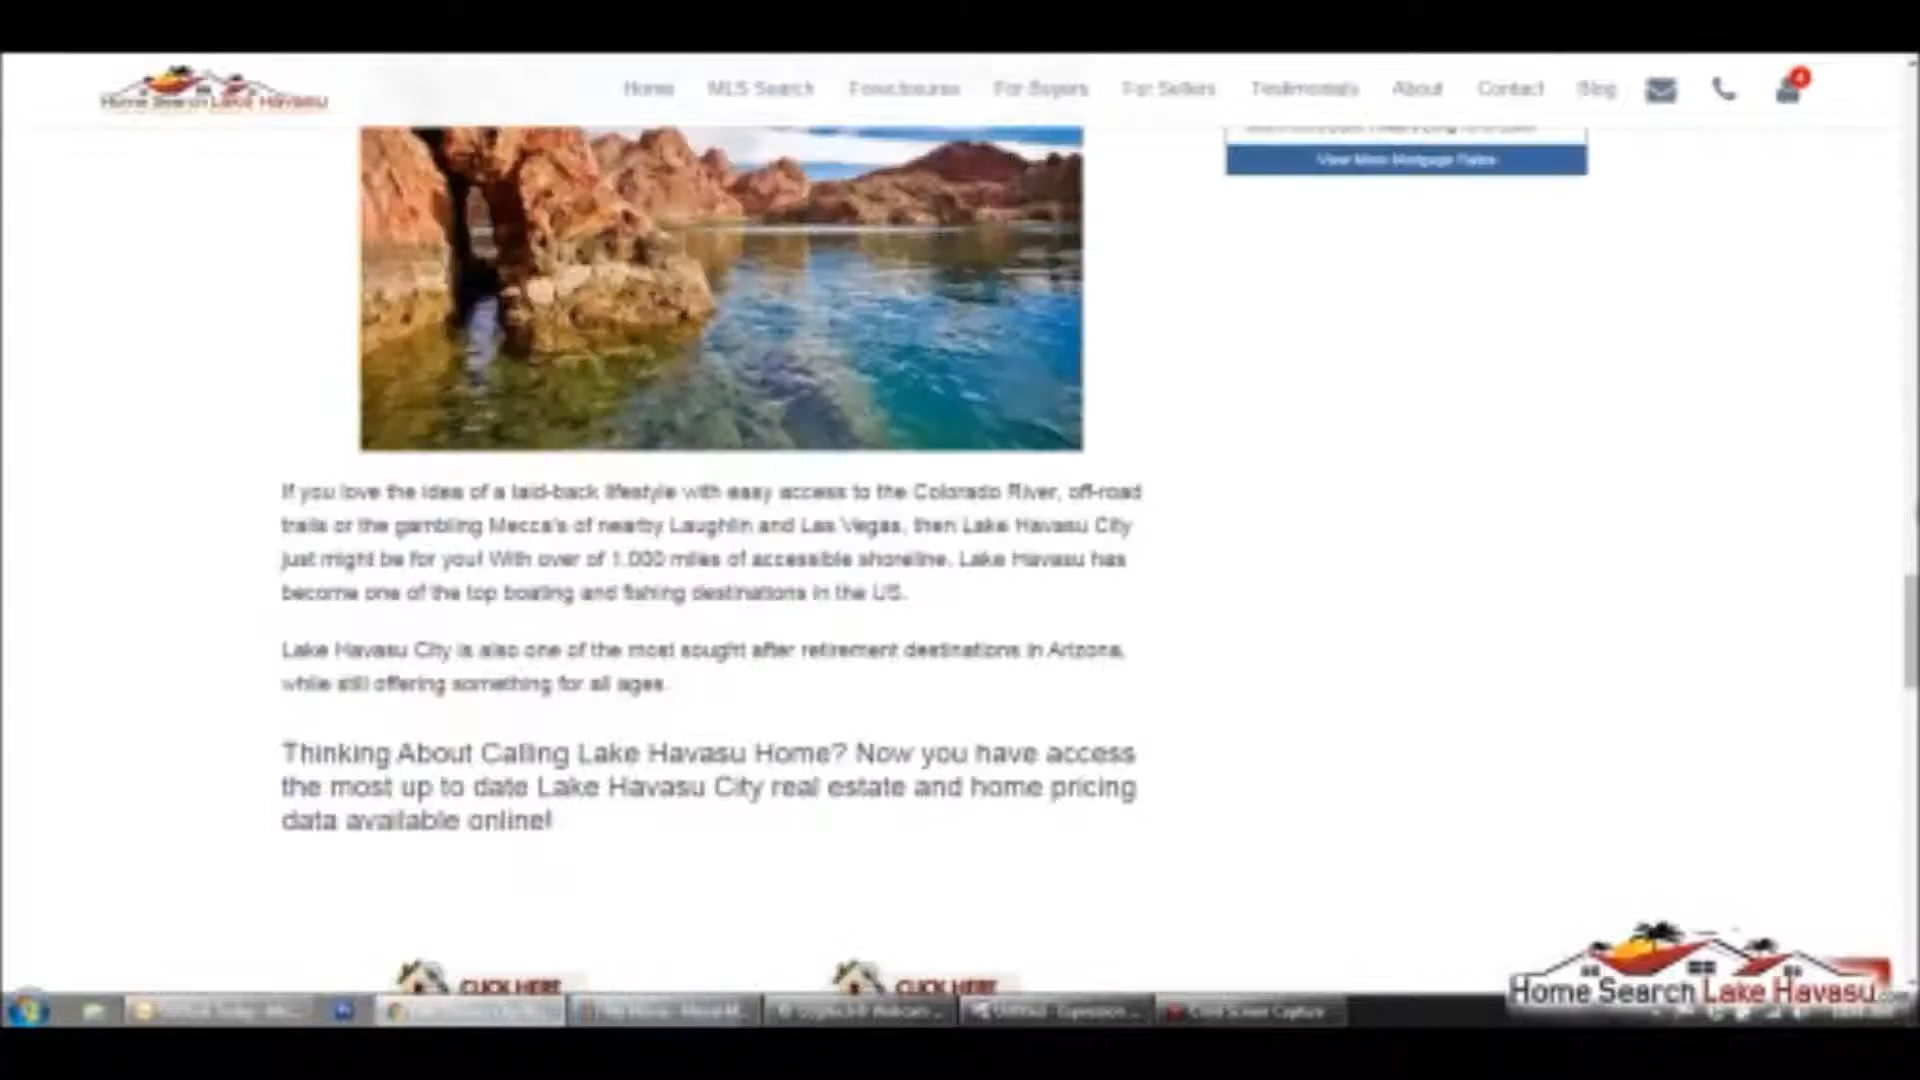 Home Search Lake Havasu
Home MLS Search Foreclosures For Buyers For Sellers Testimonials About Contact Blog
4
View More Mortgage Rates
If you love the idea of a laid-back lifestyle with easy access to the Colorado River, off-road
trails or the gambling Mecca's of nearby Laughlin and Las Vegas, then Lake Havasu City
just might be for you! With over of 1,000 miles of accessible shoreline, Lake Havasu has
become one of the top boating and fishing destinations in the US.
Lake Havasu City is also one of the most sought after retirement destinations in Arizona,
while still offering something for all ages.
Thinking About Calling Lake Havasu Home? Now you have access
the most up to date Lake Havasu City real estate and home pricing
data available online!
CLICK HERE CLICK HERE
Home Search Lake Havasu.com